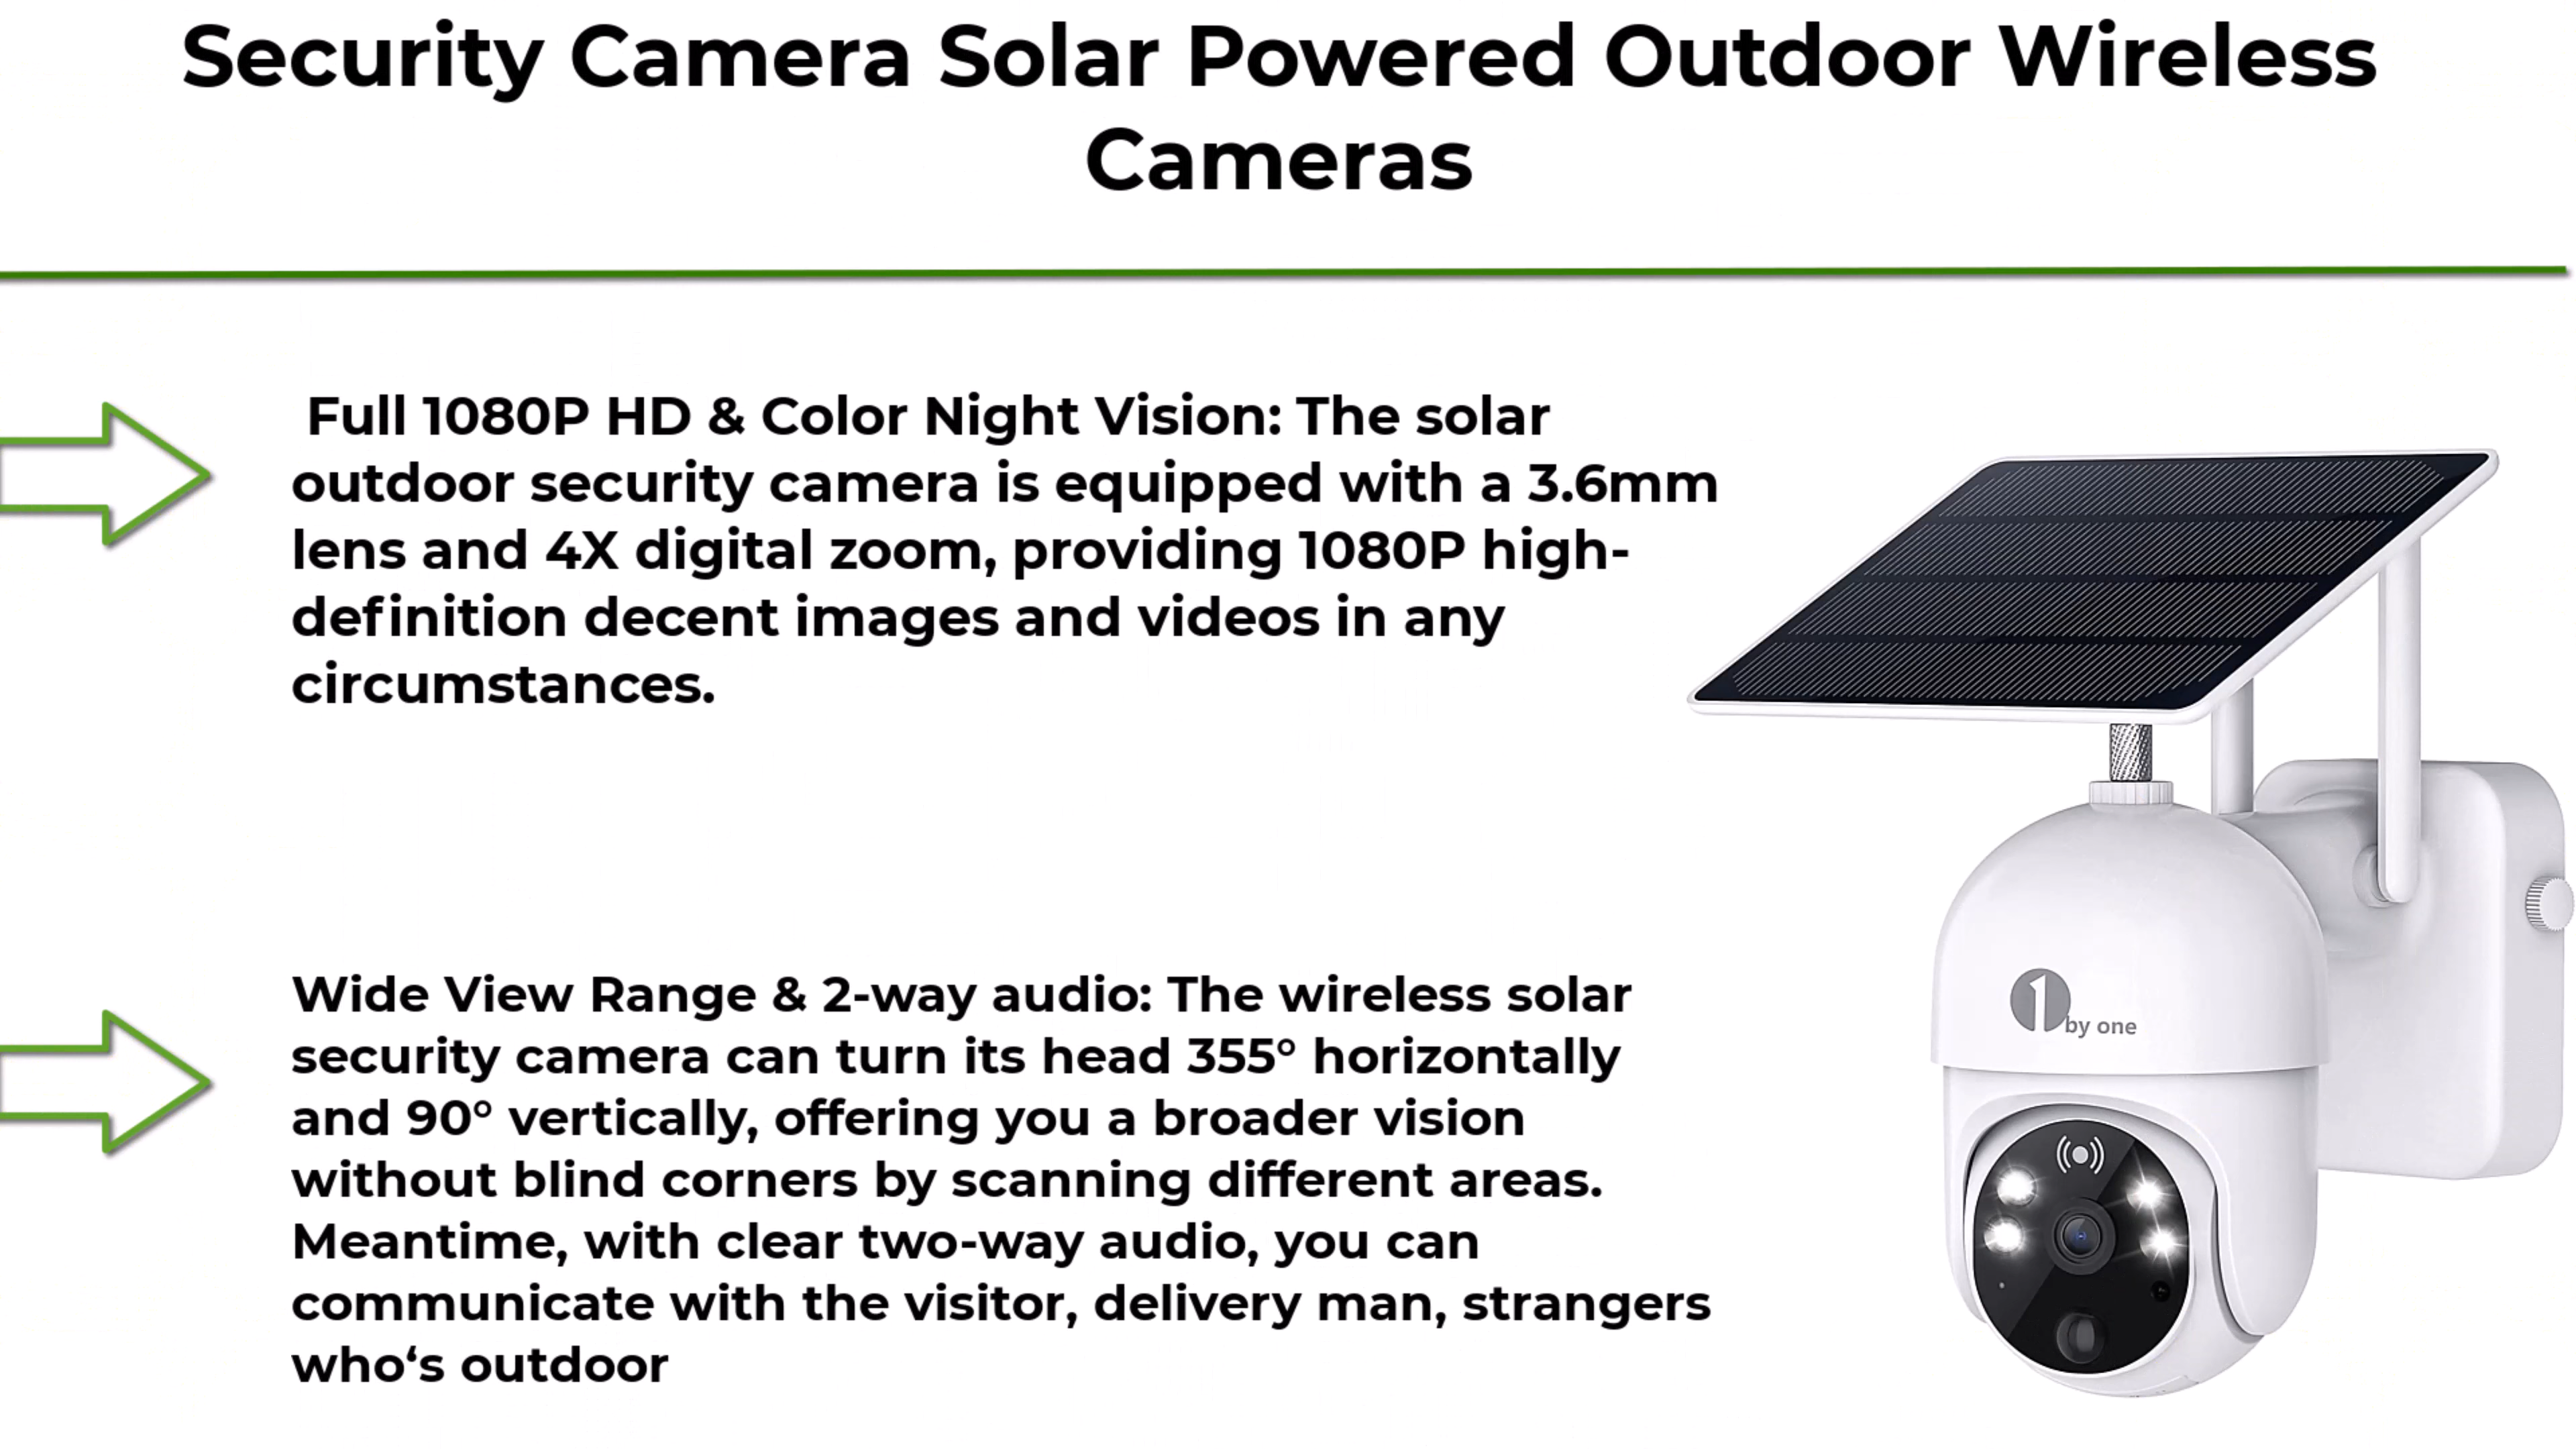 Security Camera Solar Powered Outdoor Wireless
Cameras
Full 1080P HD & Color Night Vision: The solar
outdoor security camera is equipped with a 3.6mm
lens and 4X digital zoom, providing 1080P high-
definition decent images and videos in any
circumstances.
Wide View Range & 2-way audio: The wireless solar
security camera can turn its head 355° horizontally
and 90° vertically, offering you a broader vision
without blind corners by scanning different areas.
Meantime, with clear two-way audio, you can
communicate with the visitor, delivery man, strangers
who‘s outdoor
1 by one